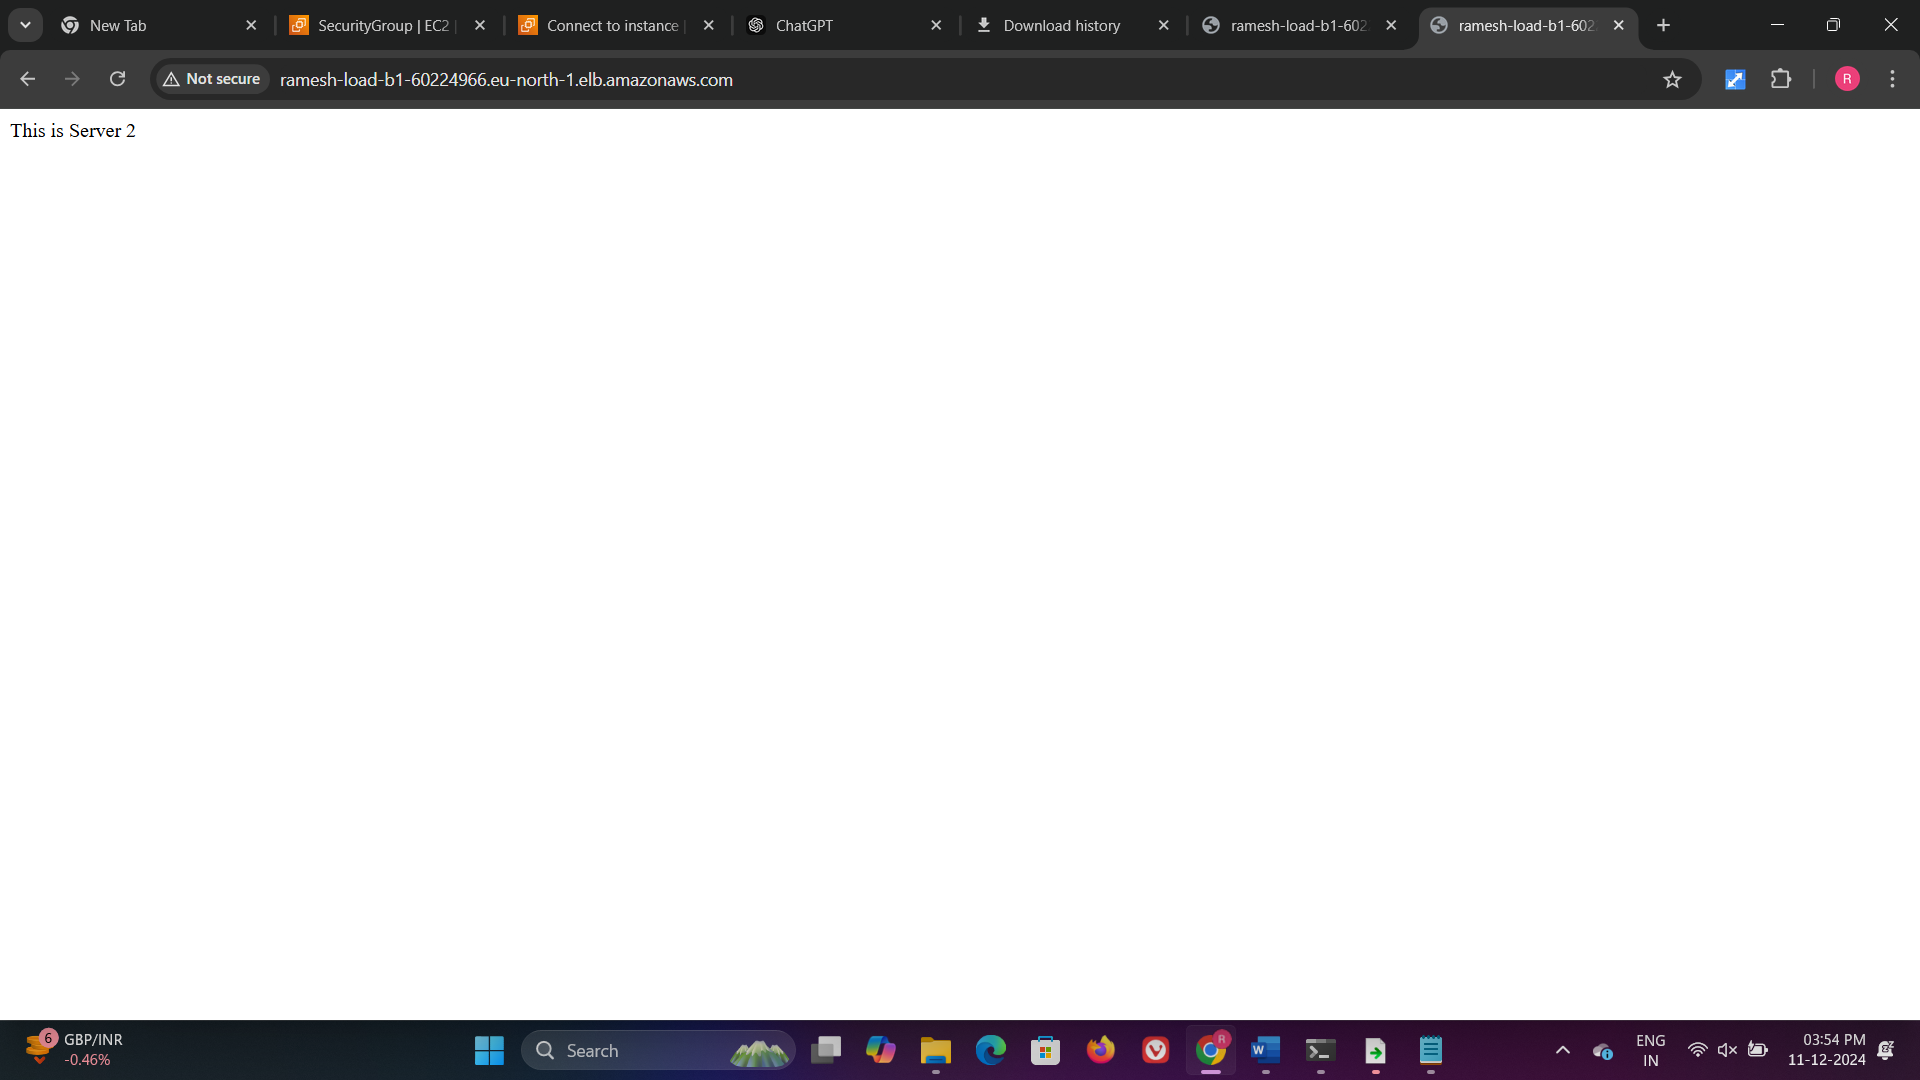 New Tab
SecurityGroup | EC2 |
Connect to instance |
ChatGPT
Download history
ramesh-load-b1-602
ramesh-load-b1-602
Not secure
ramesh-load-b1-60224966.eu-north-1.elb.amazonaws.com
R
This is Server 2
6
GBP/INR
-0.46%
Search
R
W
ENG
IN
03:54 PM
11-12-2024